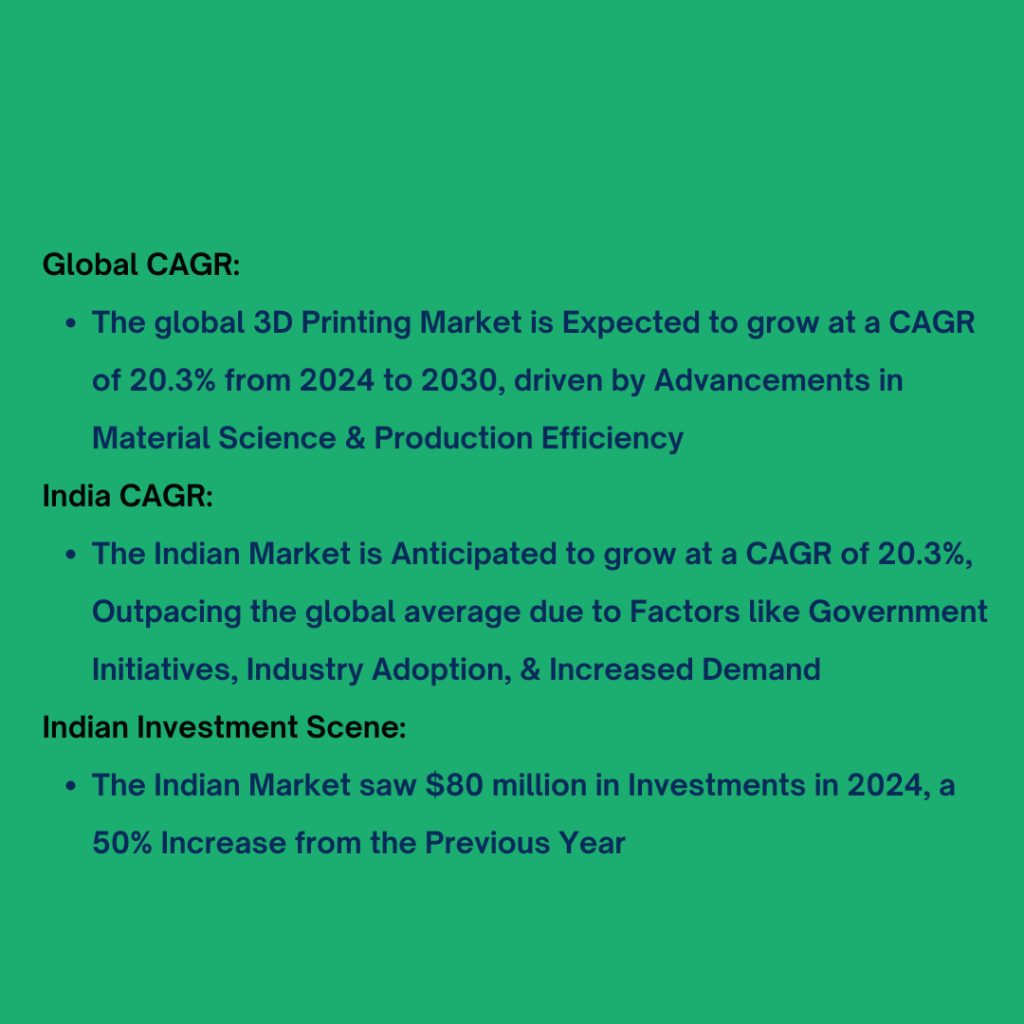 Global CAGR:
• The global 3D Printing Market is Expected to grow at a CAGR
of 20.3% from 2024 to 2030, driven by Advancements in
Material Science & Production Efficiency
India CAGR:
• The Indian Market is Anticipated to grow at a CAGR of 20.3%,
Outpacing the global average due to Factors like Government
Initiatives, Industry Adoption, & Increased Demand
Indian Investment Scene:
• The Indian Market saw $80 million in Investments in 2024, a
50% Increase from the Previous Year